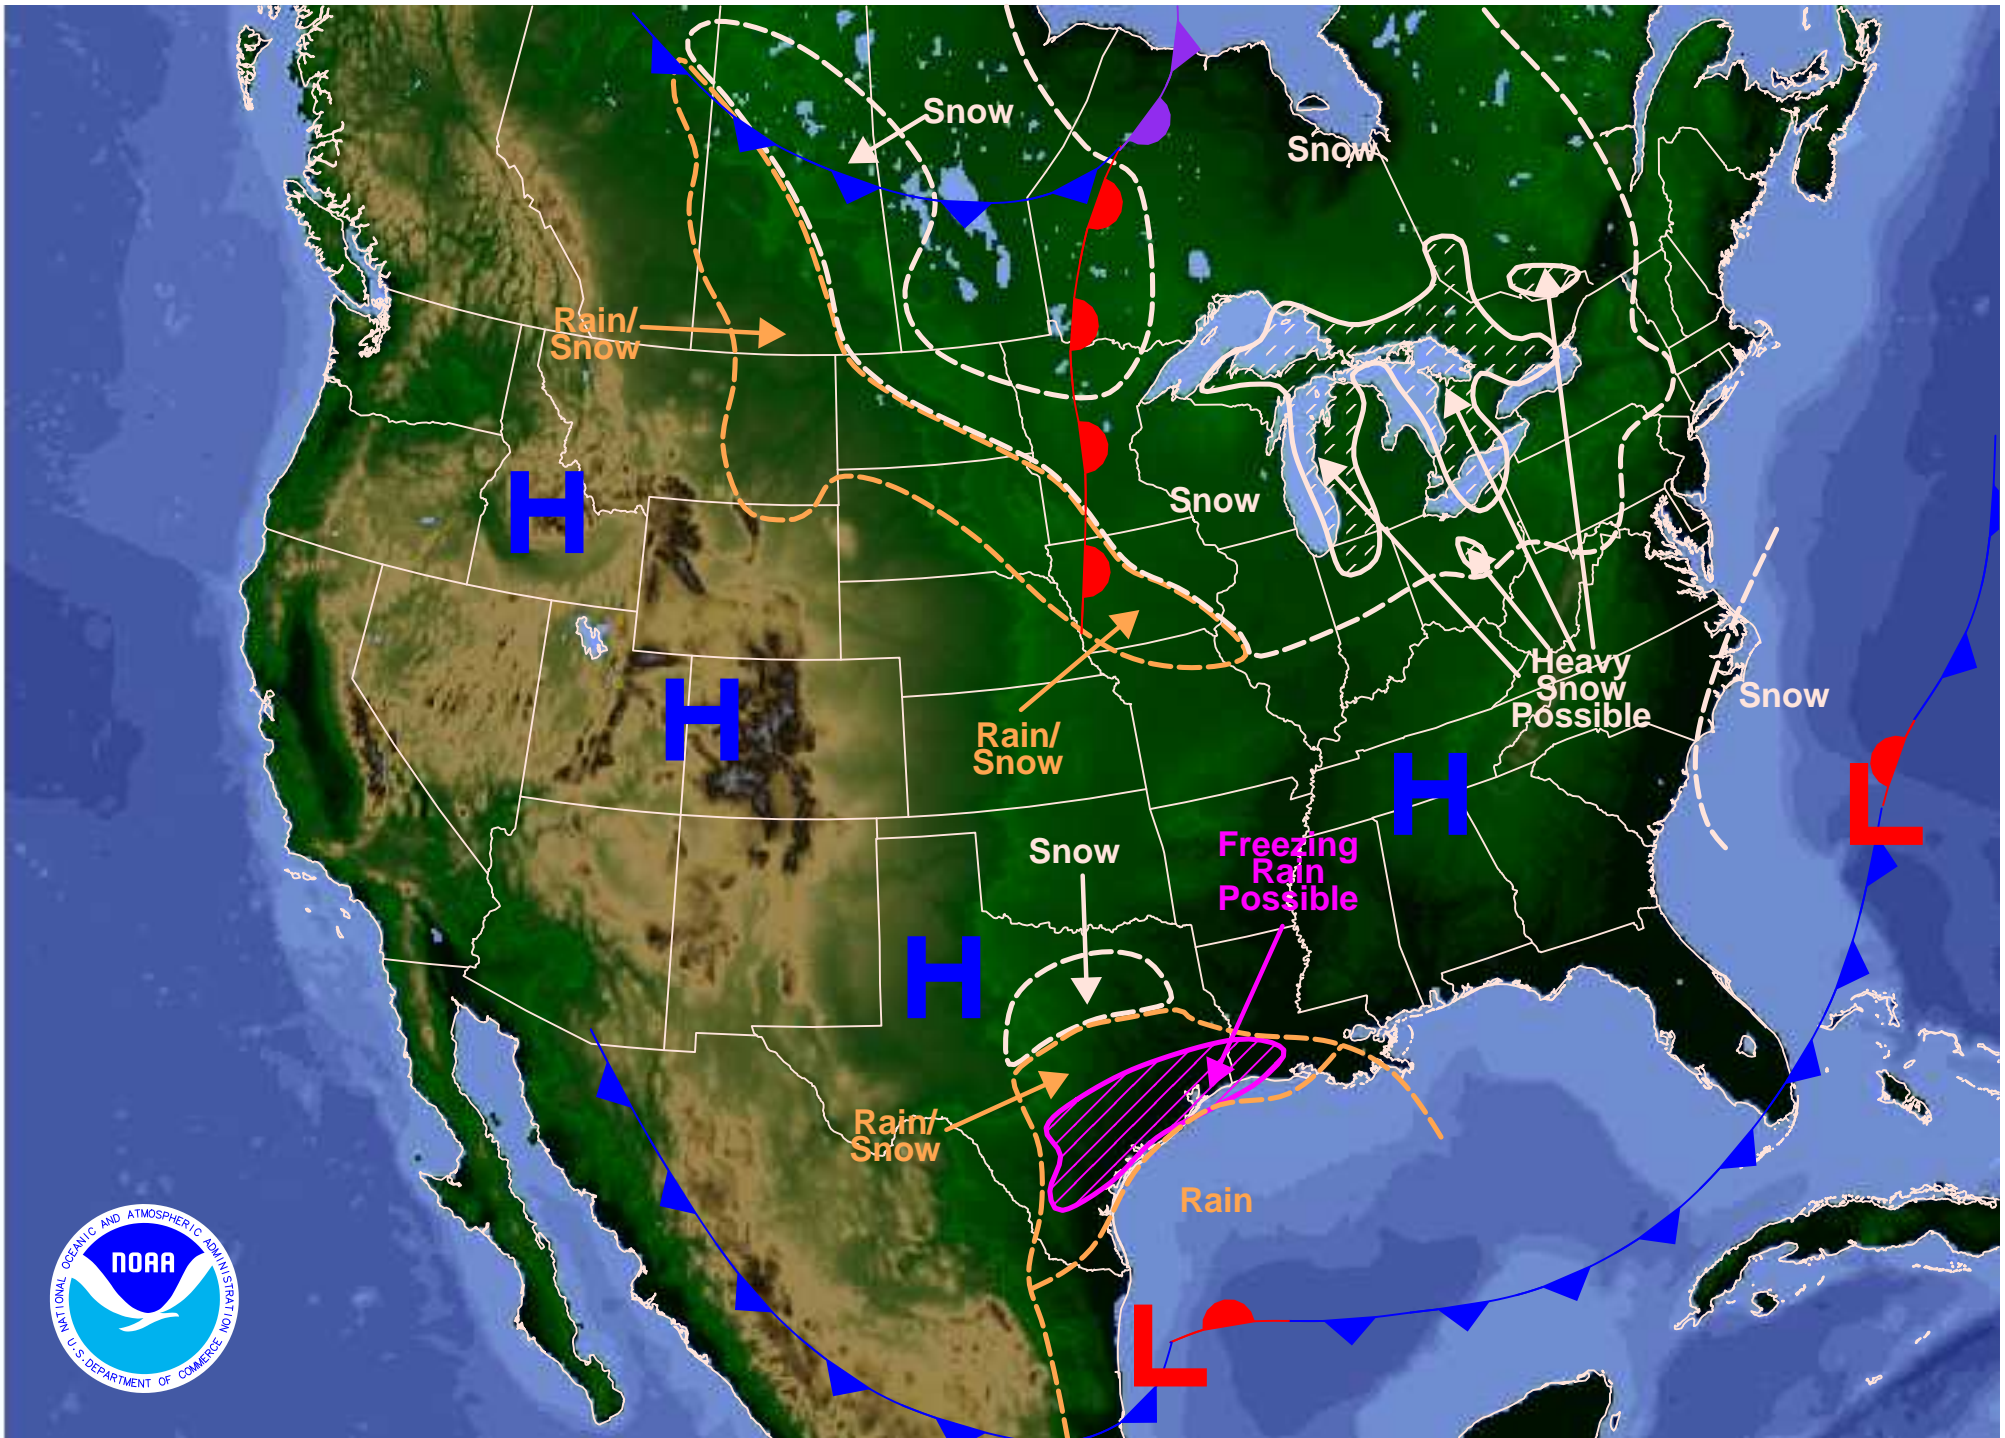 Snow
Snow
Rain/
Snow
H
Snow
Heavy
Snow
Possible
Snow
H
Rain/
Snow
H
L
Snow
Freezing
Rain
Possible
H
Rain/
Snow
Rain
L
NATIONAL OCEANIC AND ATMOSPHERIC ADMINISTRATION
NOAA
U.S. DEPARTMENT OF COMMERCE